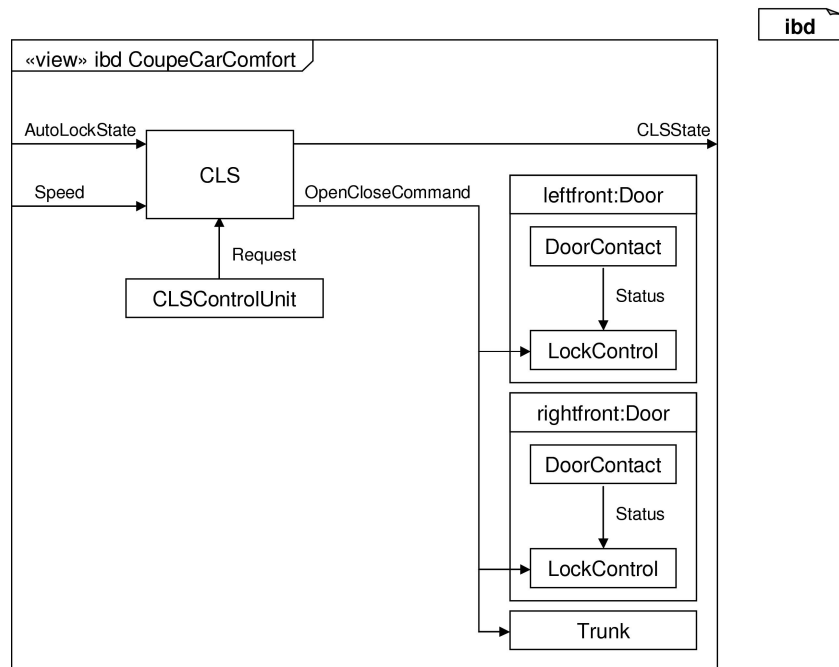 ibd
«view» ibd CoupeCarComfort
AutoLockState
CLSState
CLS
Speed
OpenCloseCommand
leftfront:Door
DoorContact
Request
CLSControlUnit
Status
LockControl
rightfront:Door
DoorContact
Status
LockControl
Trunk